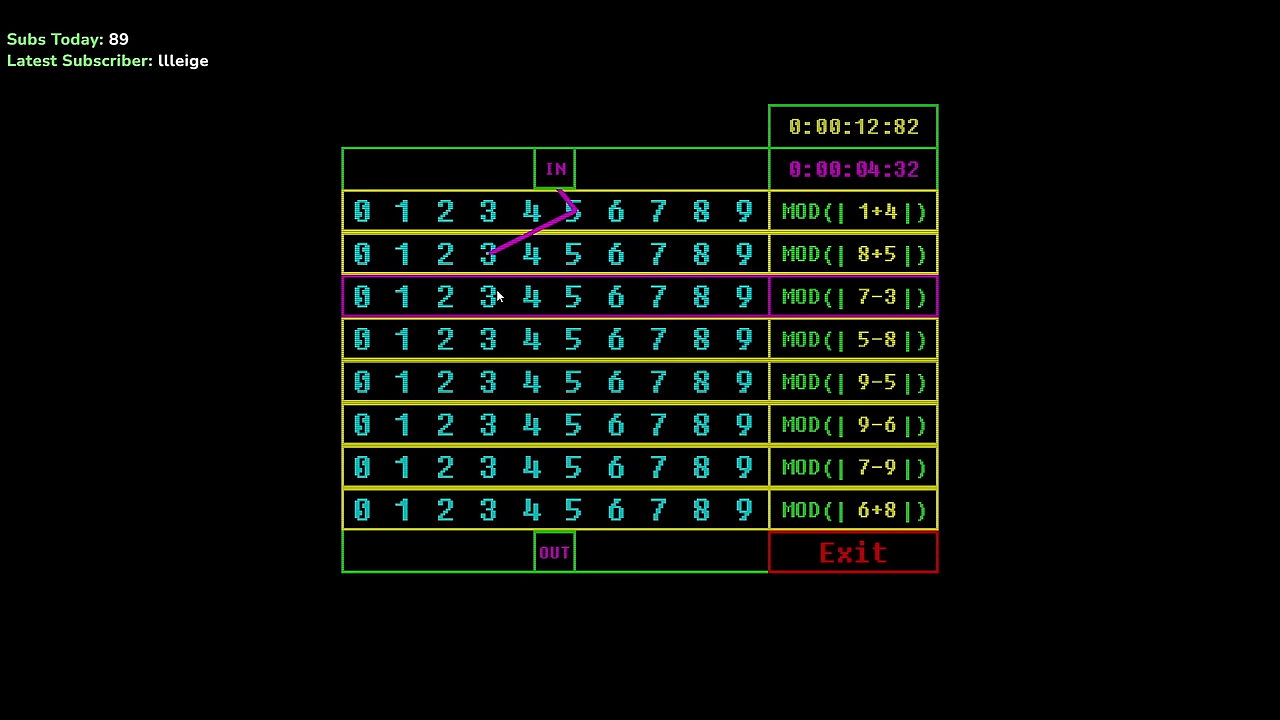 Subs Today: 89
Latest Subscriber: llleige
0:00:12:82
IN 0:00:04:32
0 1 2 3 4 5 6 7 8 9 MOD(| 1+4 |)
0 1 2 3 4 5 6 7 8 9 MOD(| 8+5 |)
0 1 2 3 4 5 6 7 8 9 MOD(| 7-3 |)
0 1 2 3 4 5 6 7 8 9 MOD(| 5-8 |)
0 1 2 3 4 5 6 7 8 9 MOD(| 9-5 |)
0 1 2 3 4 5 6 7 8 9 MOD(| 9-6 |)
0 1 2 3 4 5 6 7 8 9 MOD(| 7-9 |)
0 1 2 3 4 5 6 7 8 9 MOD(| 6+8 |)
OUT Exit